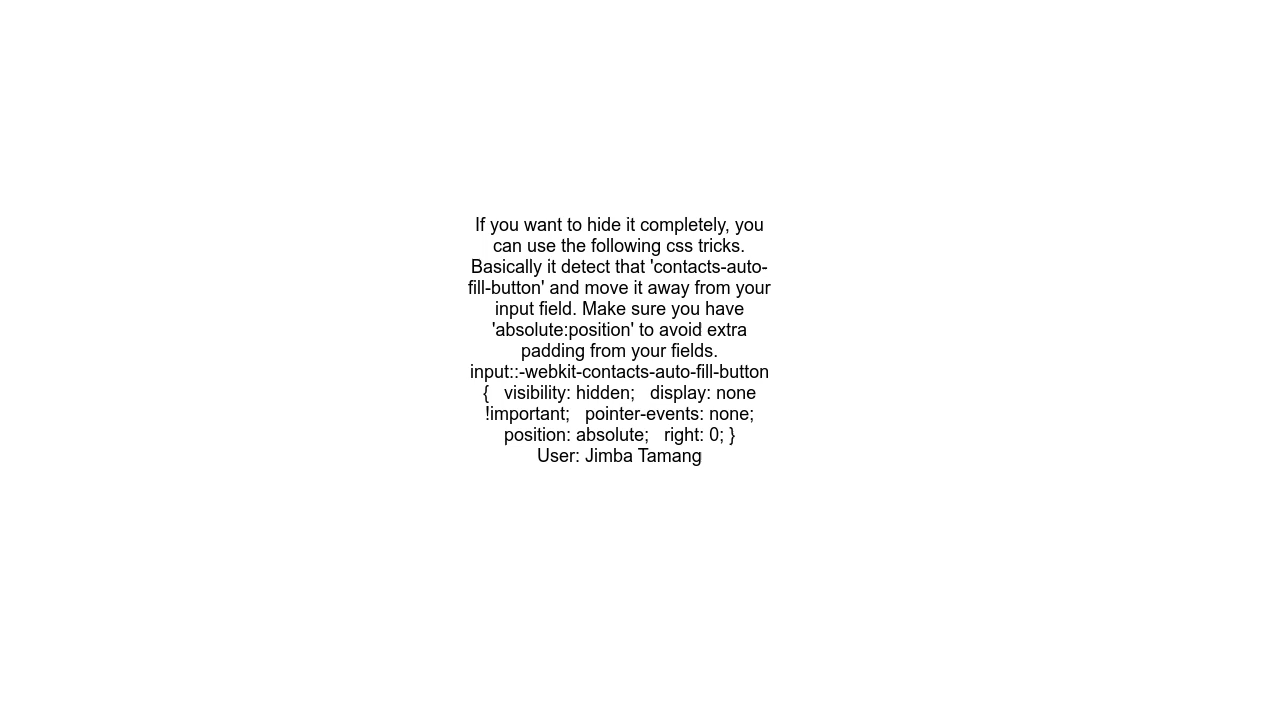 If you want to hide it completely, you
can use the following css tricks.
Basically it detect that 'contacts-auto-
fill-button' and move it away from your
input field. Make sure you have
'absolute:position' to avoid extra
padding from your fields.
input::-webkit-contacts-auto-fill-button
{   visibility: hidden;   display: none
!important;   pointer-events: none;
position: absolute;   right: 0; }
User: Jimba Tamang